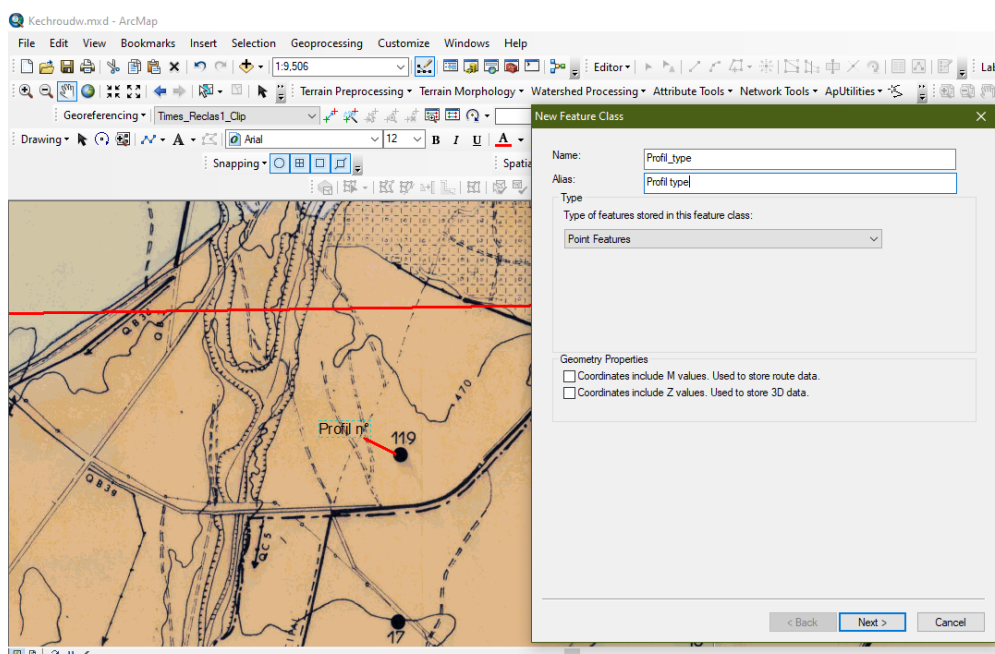 Kechroudw.mxd - ArcMap
File Edit View Bookmarks Insert Selection Geoprocessing Customize Windows Help
1:9,506 Editor Lab
Terrain Preprocessing Terrain Morphology Watershed Processing Attribute Tools Network Tools ApUtilities
Georeferencing Times_Reclas1_Clip
Drawing A Arial 12 B I U A
Snapping Spatia
New Feature Class
Name: Profil_type
Alias: Profil type
Type
Type of features stored in this feature class:
Point Features
Geometry Properties
Coordinates include M values. Used to store route data.
Coordinates include Z values. Used to store 3D data.
< Back Next > Cancel
470
Profil n°
119
QB39
QC5
17